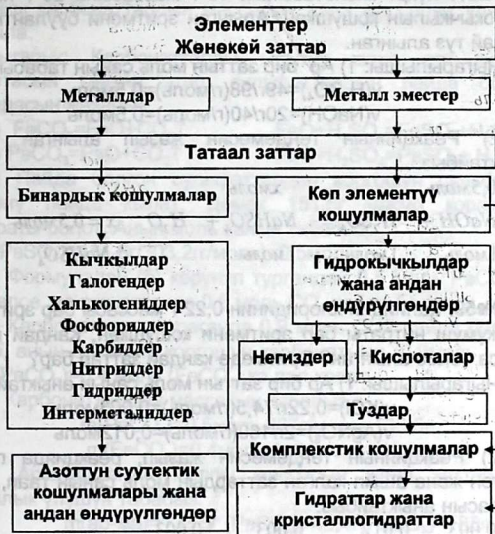 Элементтер
Жөнөкөй заттар
Металлдар
Металл эместер
Татаал заттар
Бинардык кошулмалар
Көп элементүү
кошулмалар
Кычкылдар
Галогендер
Халькогениддер
Фосфориддер
Карбиддер
Нитриддер
Гидриддер
Интерметалиддер
Гидрокычкылдар
жана андан
өндүрүлгөндөр
Негиздер
Кислоталар
Туздар
Комплекстик кошулмалар
Азоттун суутектик
кошулмалары жана
андан өндүрүлгөндөр
Гидраттар жана
кристаллогидраттар